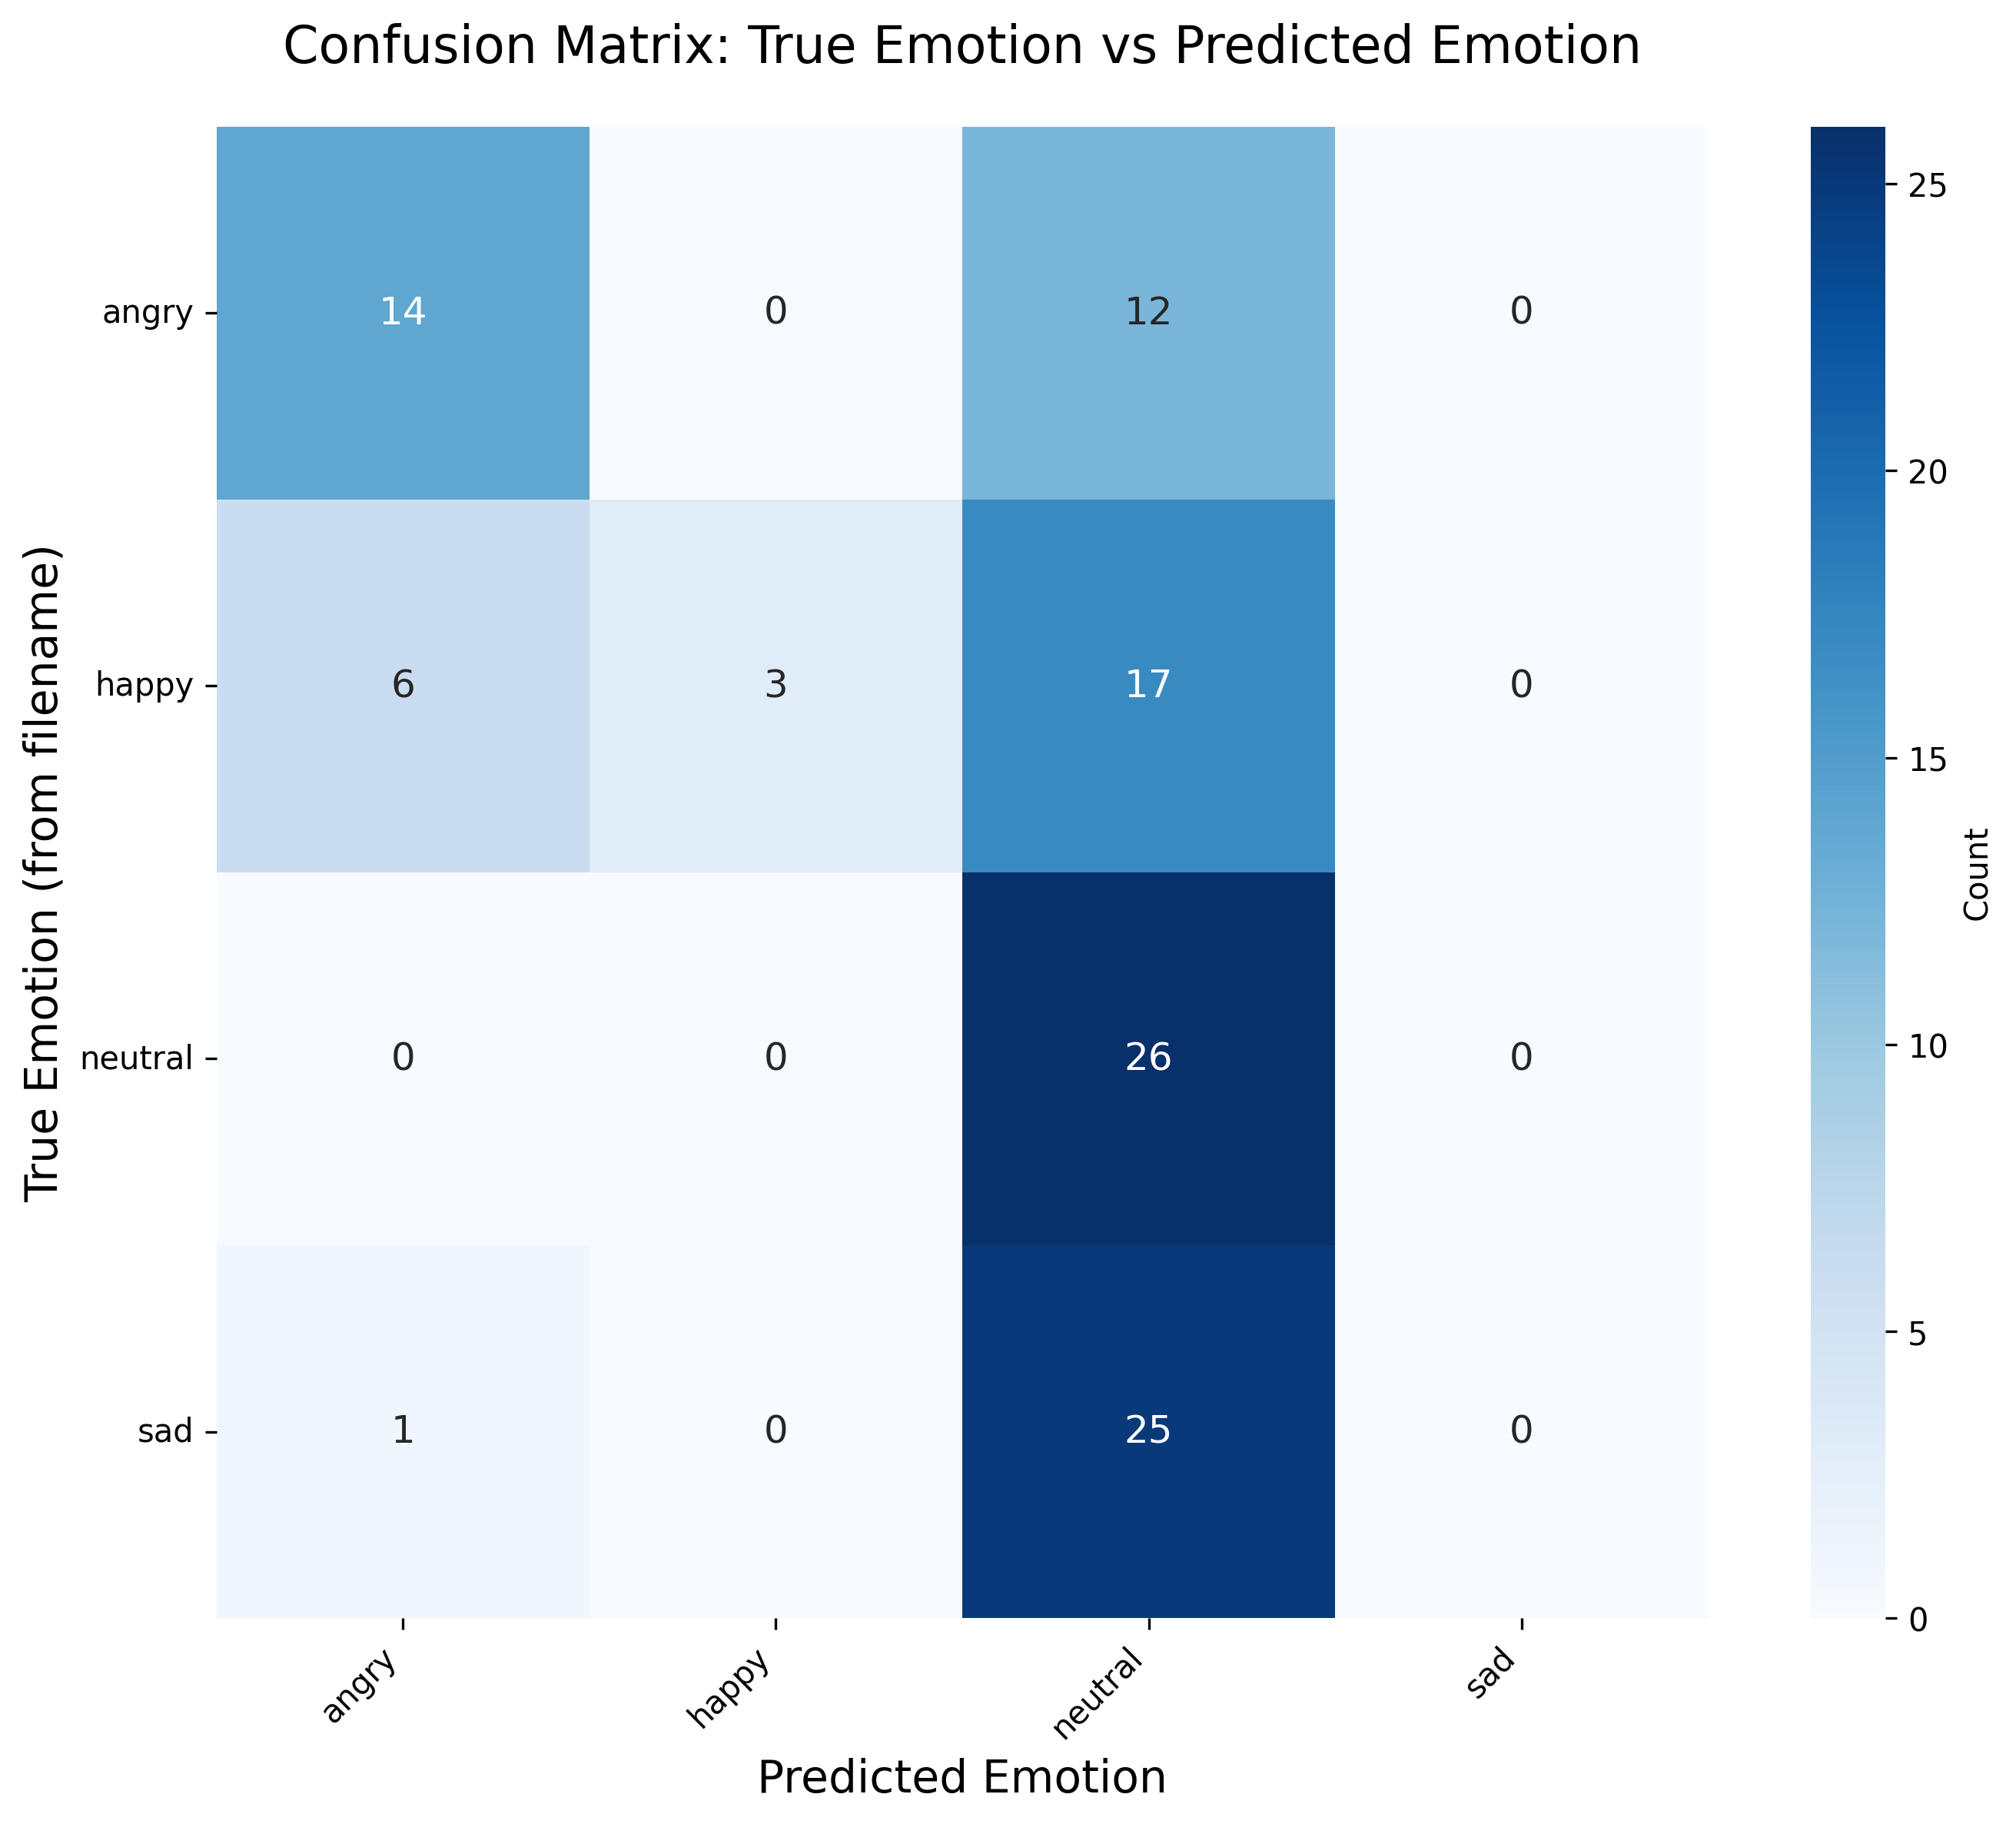 Confusion Matrix: True Emotion vs Predicted Emotion
True Emotion (from filename)
angry 14 0 12 0
happy 6 3 17 0
neutral 0 0 26 0
sad 1 0 25 0
angry happy neutral sad
Predicted Emotion
25
20
15
10
5
0
Count